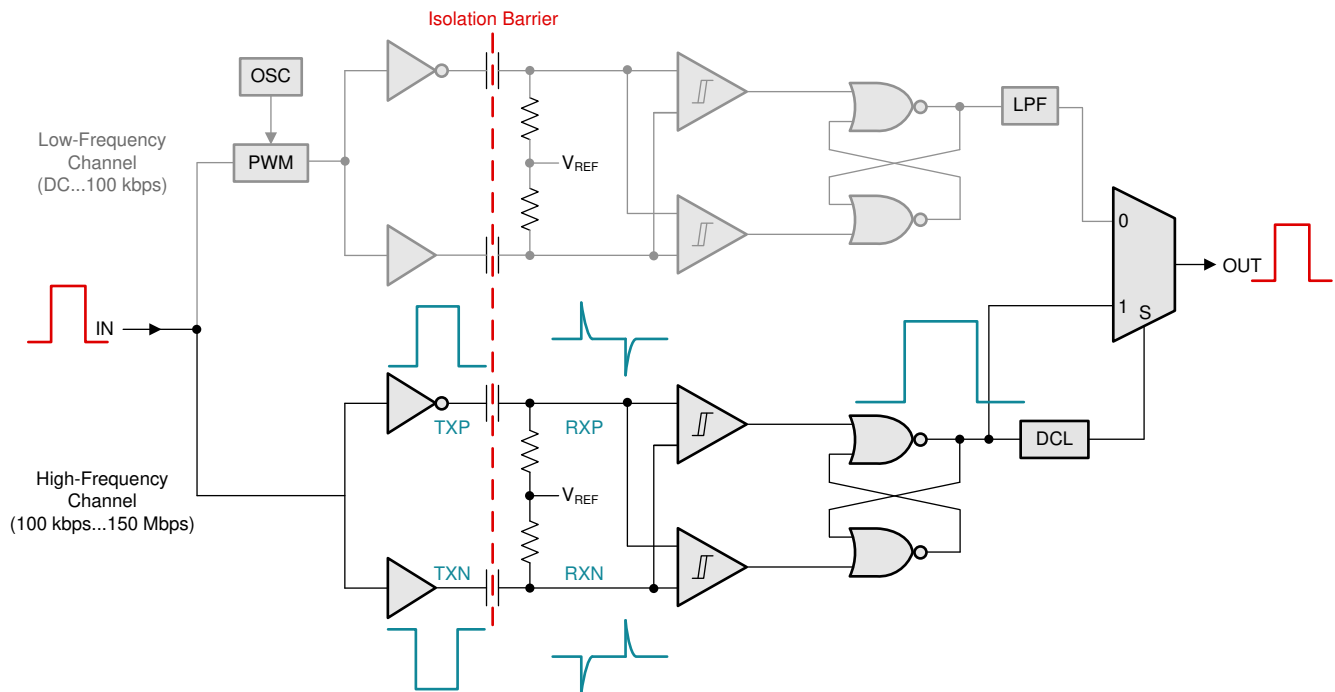 Isolation Barrier
OSC
PWM
Low-Frequency
Channel
(DC...100 kbps)
VREF
LPF
0
1
S
OUT
IN
TXP
RXP
DCL
High-Frequency
Channel
(100 kbps...150 Mbps)
VREF
TXN
RXN